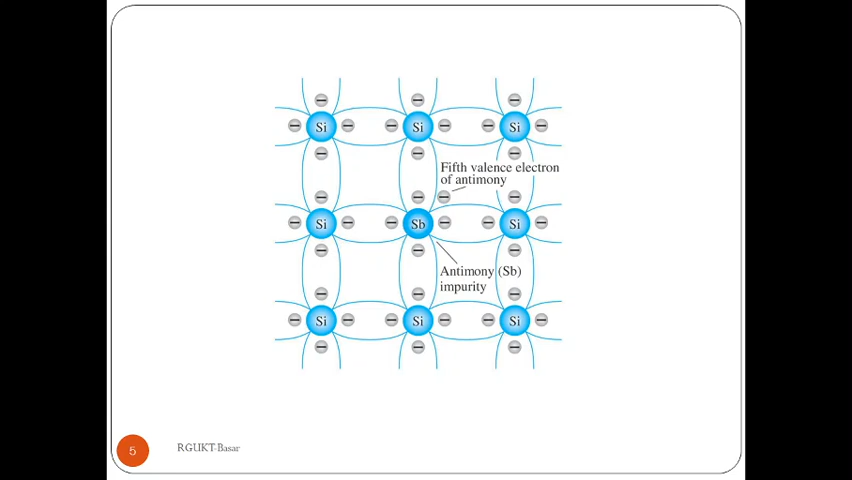 Si Si Si
Fifth valence electron
of antimony
Si Sb Si
Antimony (Sb)
impurity
Si Si Si
5 RGUKT-Basar